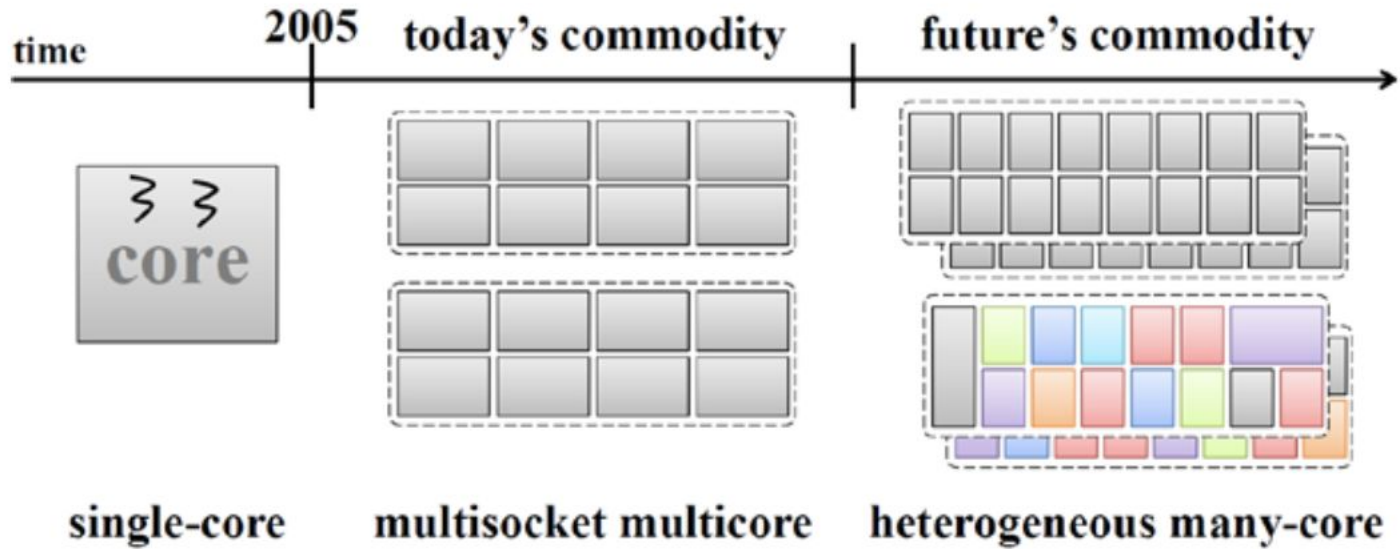 time
2005
today's commodity
future's commodity
core
single-core
multisocket multicore
heterogeneous many-core